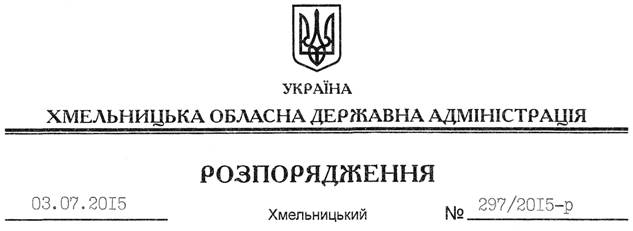 УКРАЇНА
ХМЕЛЬНИЦЬКА ОБЛАСНА ДЕРЖАВНА АДМІНІСТРАЦІЯ
РОЗПОРЯДЖЕННЯ
03.07.2015 Хмельницький № 297/2015-р